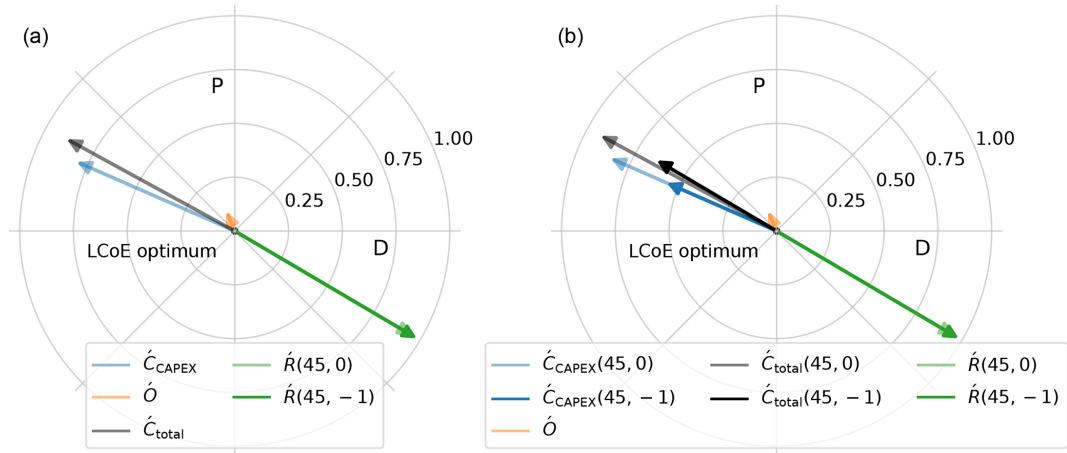 (a)
P
1.00
0.75
0.50
0.25
LCoE optimum
D
Ć_CAPEX
Ó
Ć_total
Ŕ(45, 0)
Ŕ(45, −1)
(b)
P
1.00
0.75
0.50
0.25
LCoE optimum
D
Ć_CAPEX(45, 0)
Ć_CAPEX(45, −1)
Ó
Ć_total(45, 0)
Ć_total(45, −1)
Ŕ(45, 0)
Ŕ(45, −1)